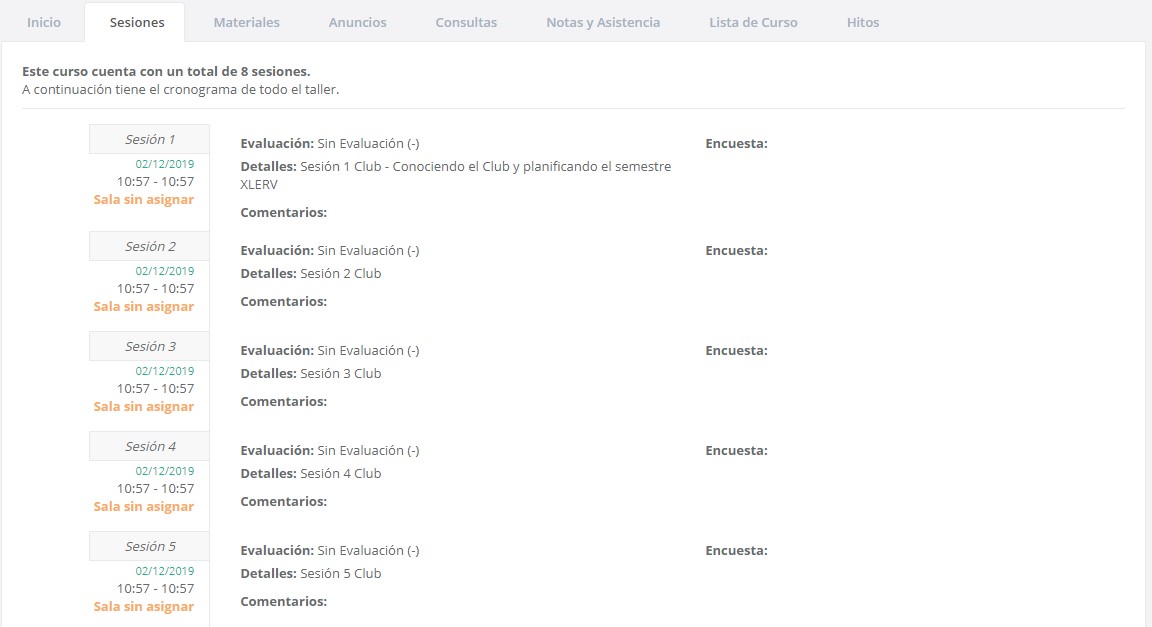 Inicio Sesiones Materiales Anuncios Consultas Notas y Asistencia Lista de Curso Hitos
Este curso cuenta con un total de 8 sesiones.
A continuación tiene el cronograma de todo el taller.
Sesión 1
02/12/2019
10:57 - 10:57
Sala sin asignar
Evaluación: Sin Evaluación (-)
Detalles: Sesión 1 Club - Conociendo el Club y planificando el semestre
XLERV
Comentarios:
Encuesta:
Sesión 2
02/12/2019
10:57 - 10:57
Sala sin asignar
Evaluación: Sin Evaluación (-)
Detalles: Sesión 2 Club
Comentarios:
Encuesta:
Sesión 3
02/12/2019
10:57 - 10:57
Sala sin asignar
Evaluación: Sin Evaluación (-)
Detalles: Sesión 3 Club
Comentarios:
Encuesta:
Sesión 4
02/12/2019
10:57 - 10:57
Sala sin asignar
Evaluación: Sin Evaluación (-)
Detalles: Sesión 4 Club
Comentarios:
Encuesta:
Sesión 5
02/12/2019
10:57 - 10:57
Sala sin asignar
Evaluación: Sin Evaluación (-)
Detalles: Sesión 5 Club
Comentarios:
Encuesta: